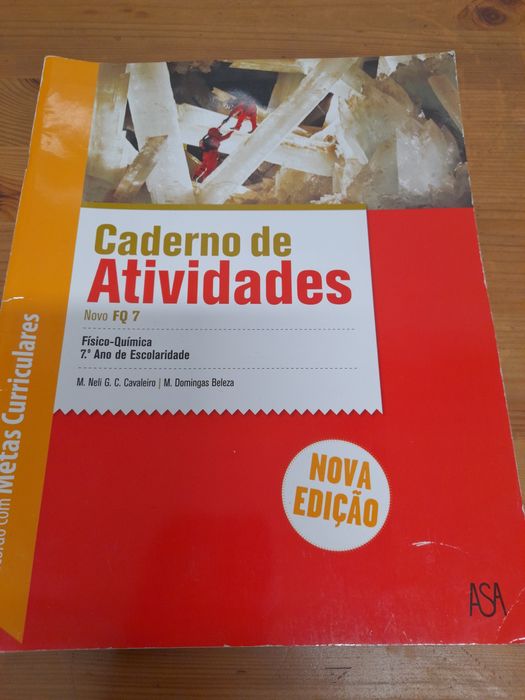 Caderno de
Atividades
Novo FQ 7
Físico-Química
7.º Ano de Escolaridade
M. Neli G. C. Cavaleiro | M. Domingas Beleza
com Metas Curriculares
NOVA
EDIÇÃO
ASA